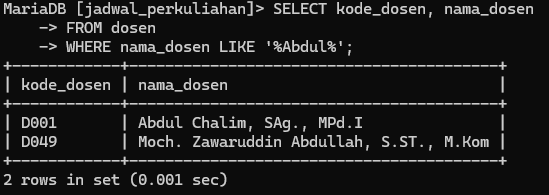 MariaDB [jadwal_perkuliahan]> SELECT kode_dosen, nama_dosen
    -> FROM dosen
    -> WHERE nama_dosen LIKE '%Abdul%';
+------------+----------------------------------------+
| kode_dosen | nama_dosen                             |
+------------+----------------------------------------+
| D001       | Abdul Chalim, SAg., MPd.I              |
| D049       | Moch. Zawaruddin Abdullah, S.ST., M.Kom |
+------------+----------------------------------------+
2 rows in set (0.001 sec)